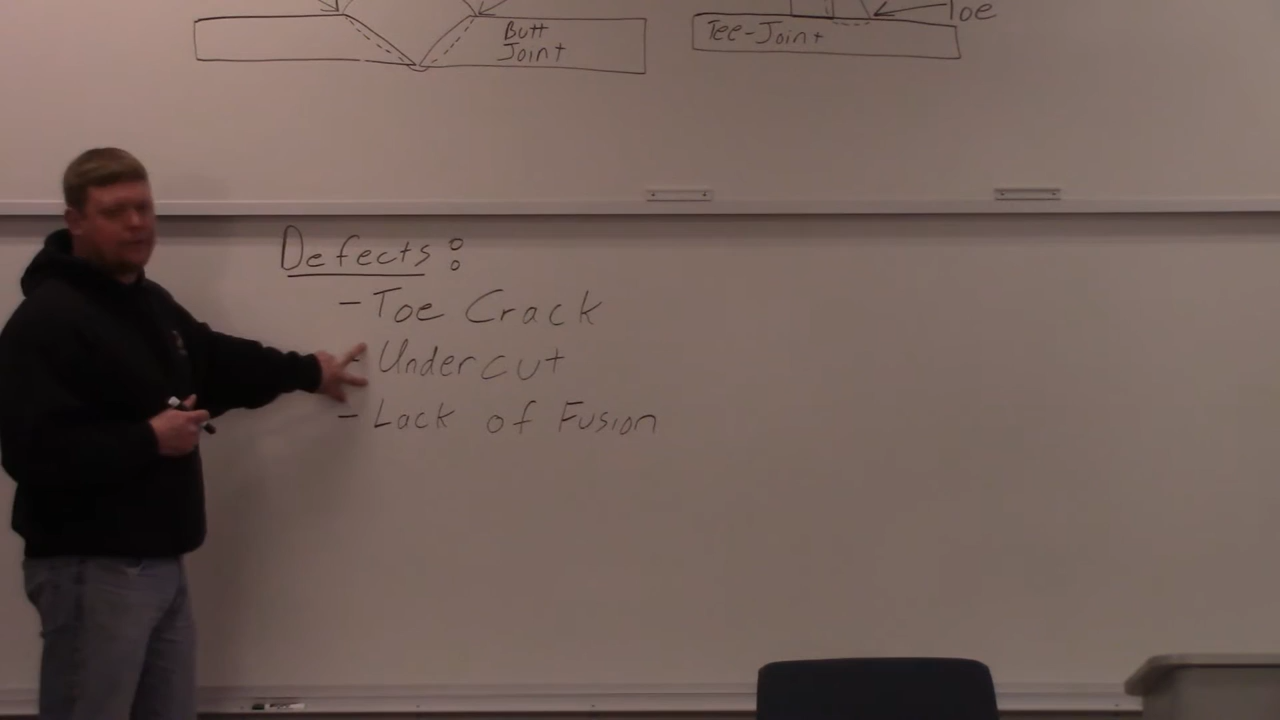 Butt
Joint
Tee-Joint
Toe
Defects:
- Toe Crack
- Undercut
- Lack of Fusion